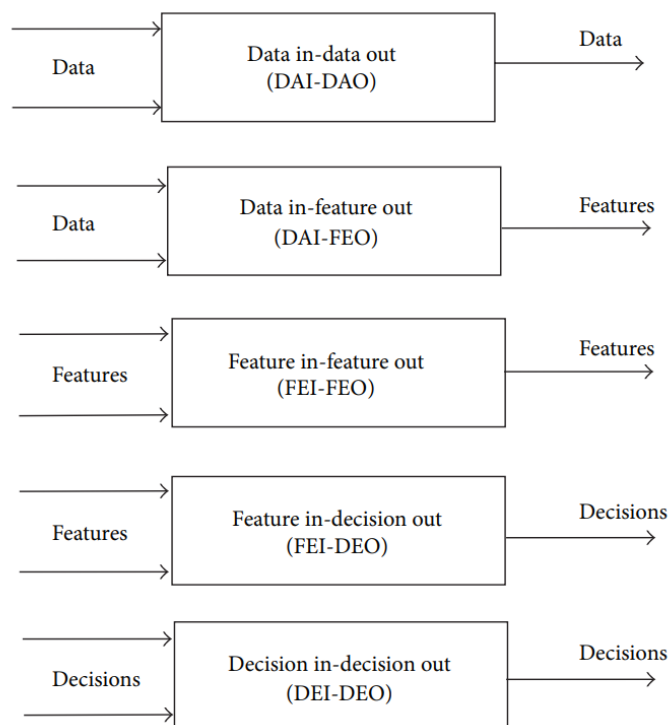 Data
Data in-data out
(DAI-DAO)
Data
Data
Data in-feature out
(DAI-FEO)
Features
Features
Feature in-feature out
(FEI-FEO)
Features
Features
Feature in-decision out
(FEI-DEO)
Decisions
Decisions
Decision in-decision out
(DEI-DEO)
Decisions